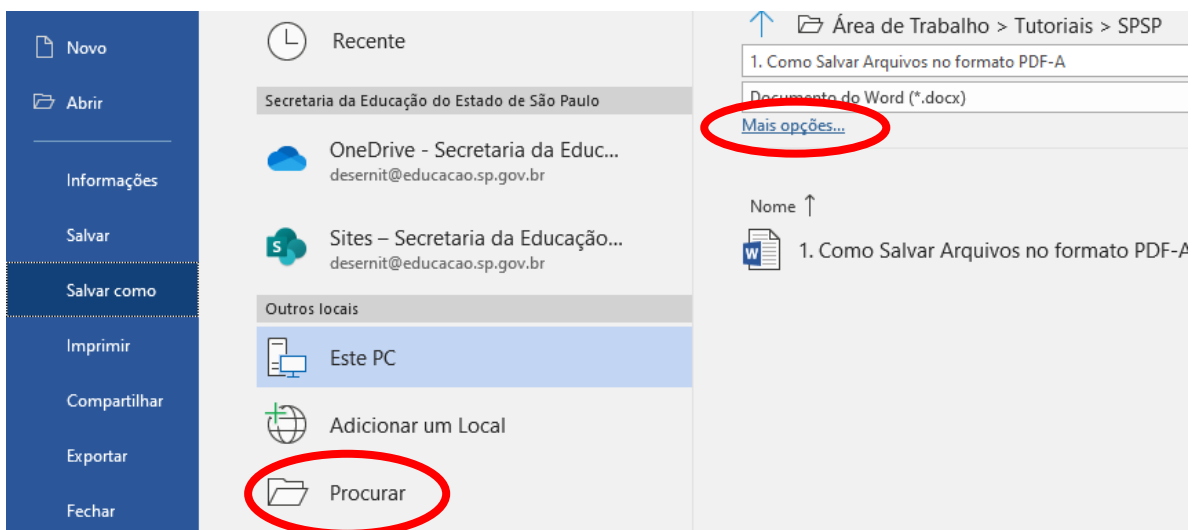 Novo
Abrir
Informações
Salvar
Salvar como
Imprimir
Compartilhar
Exportar
Fechar
Recente
Secretaria da Educação do Estado de São Paulo
OneDrive - Secretaria da Educ...
desernit@educacao.sp.gov.br
S
Sites – Secretaria da Educação...
desernit@educacao.sp.gov.br
Outros locais
Este PC
Adicionar um Local
Procurar
Área de Trabalho > Tutoriais > SPSP
1. Como Salvar Arquivos no formato PDF-A
Documento do Word (*.docx)
Mais opções...
Nome ↑
W
1. Como Salvar Arquivos no formato PDF-A